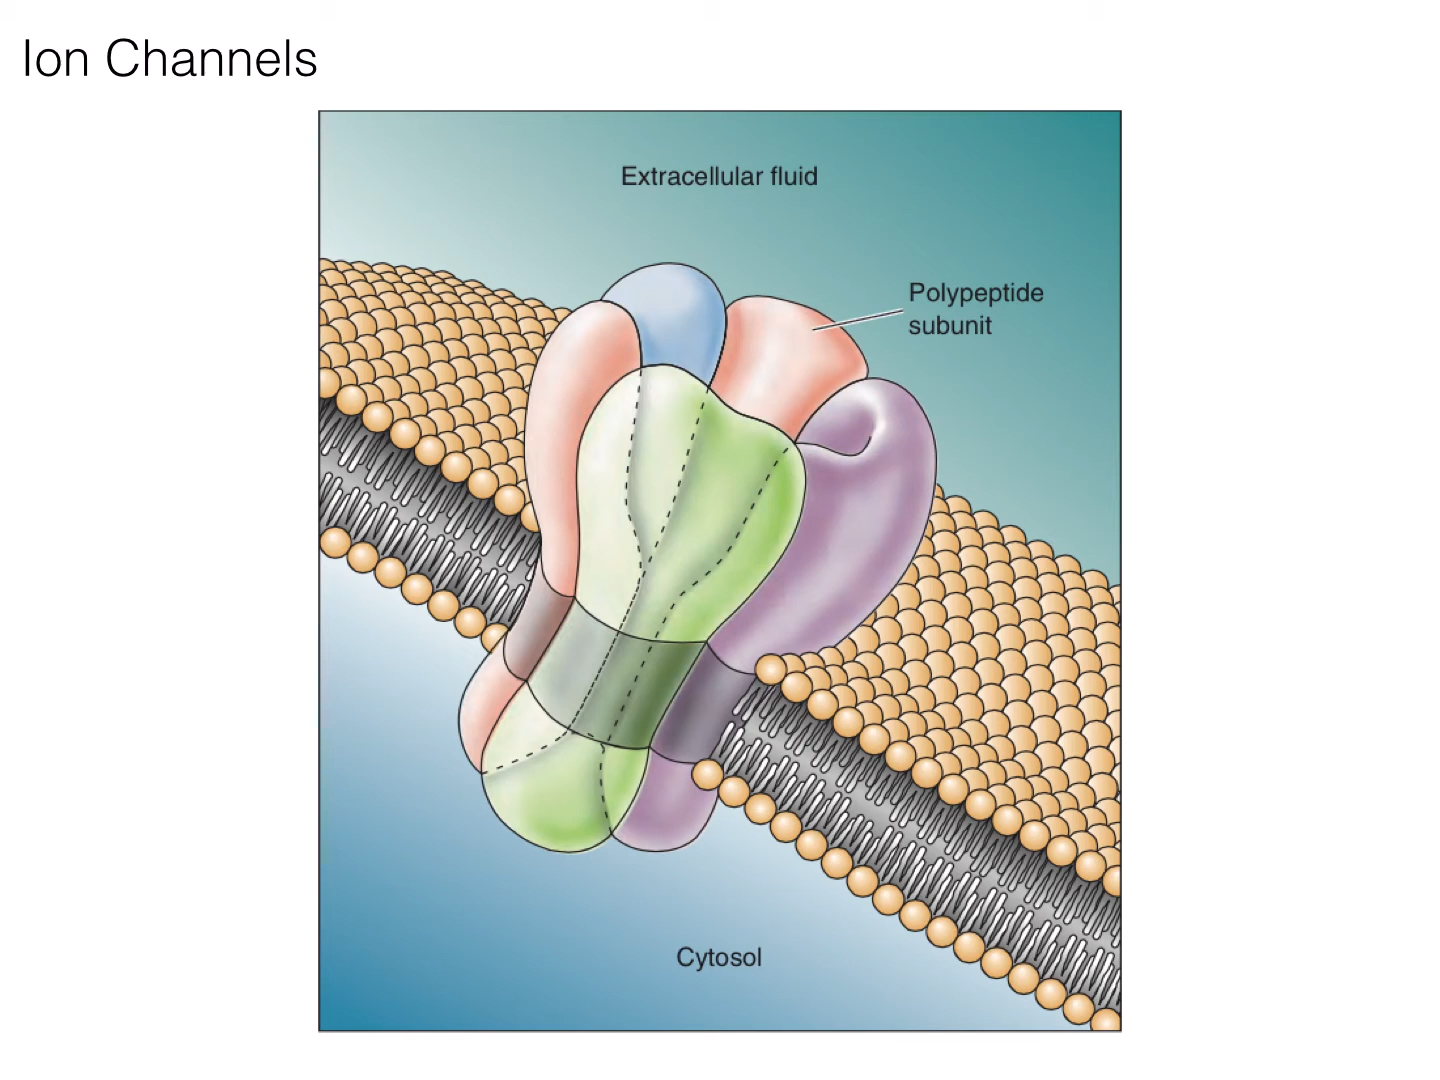 Ion Channels
Extracellular fluid
Polypeptide
subunit
Cytosol